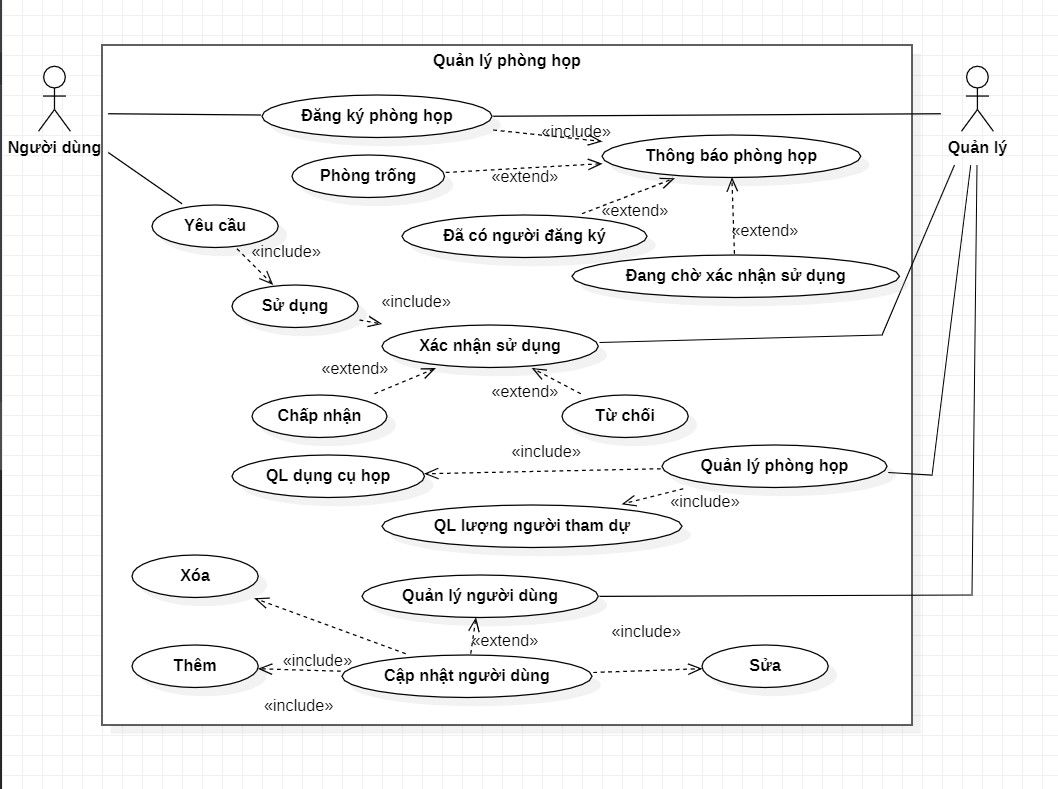 Quản lý phòng họp
Người dùng
Quản lý
Đăng ký phòng họp
«include»
Thông báo phòng họp
Phòng trống
«extend»
«extend»
Đã có người đăng ký
«extend»
Yêu cầu
«include»
Đang chờ xác nhận sử dụng
Sử dụng
«include»
Xác nhận sử dụng
«extend»
«extend»
Chấp nhận
Từ chối
«include»
Quản lý phòng họp
QL dụng cụ họp
«include»
QL lượng người tham dự
Xóa
Quản lý người dùng
«extend»
«include»
Thêm
«include»
Cập nhật người dùng
Sửa
«include»